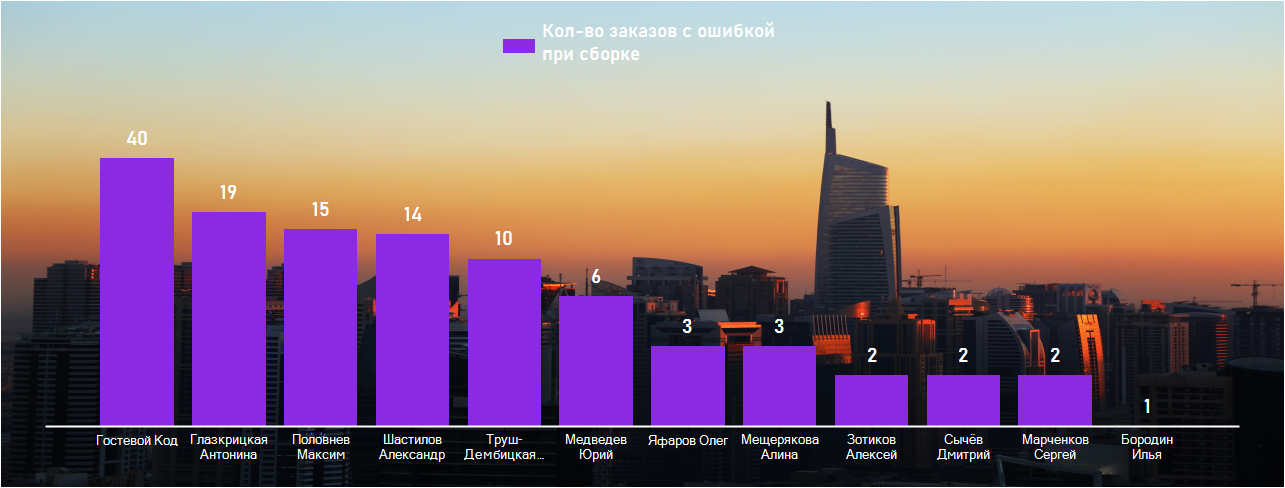 Кол-во заказов с ошибкой
при сборке
40
19
15
14
10
6
3
3
2
2
2
1
Гостевой Код
Глазкрицкая
Антонина
Половнев
Максим
Шастилов
Александр
Труш-
Дембицкая...
Медведев
Юрий
Яфаров Олег
Мещерякова
Алина
Зотиков
Алексей
Сычёв
Дмитрий
Марченков
Сергей
Бородин
Илья